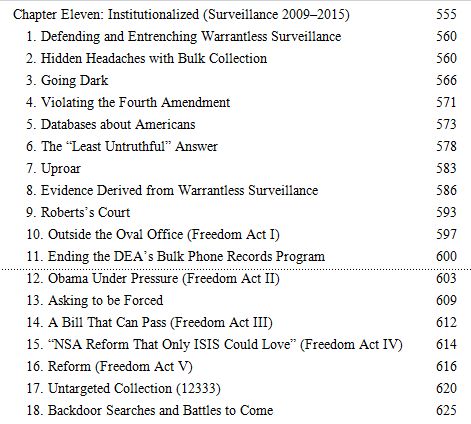 Chapter Eleven: Institutionalized (Surveillance 2009–2015) 555
1. Defending and Entrenching Warrantless Surveillance 560
2. Hidden Headaches with Bulk Collection 560
3. Going Dark 566
4. Violating the Fourth Amendment 571
5. Databases about Americans 573
6. The “Least Untruthful” Answer 578
7. Uproar 583
8. Evidence Derived from Warrantless Surveillance 586
9. Roberts’s Court 593
10. Outside the Oval Office (Freedom Act I) 597
11. Ending the DEA’s Bulk Phone Records Program 600
12. Obama Under Pressure (Freedom Act II) 603
13. Asking to be Forced 609
14. A Bill That Can Pass (Freedom Act III) 612
15. “NSA Reform That Only ISIS Could Love” (Freedom Act IV) 614
16. Reform (Freedom Act V) 616
17. Untargeted Collection (12333) 620
18. Backdoor Searches and Battles to Come 625